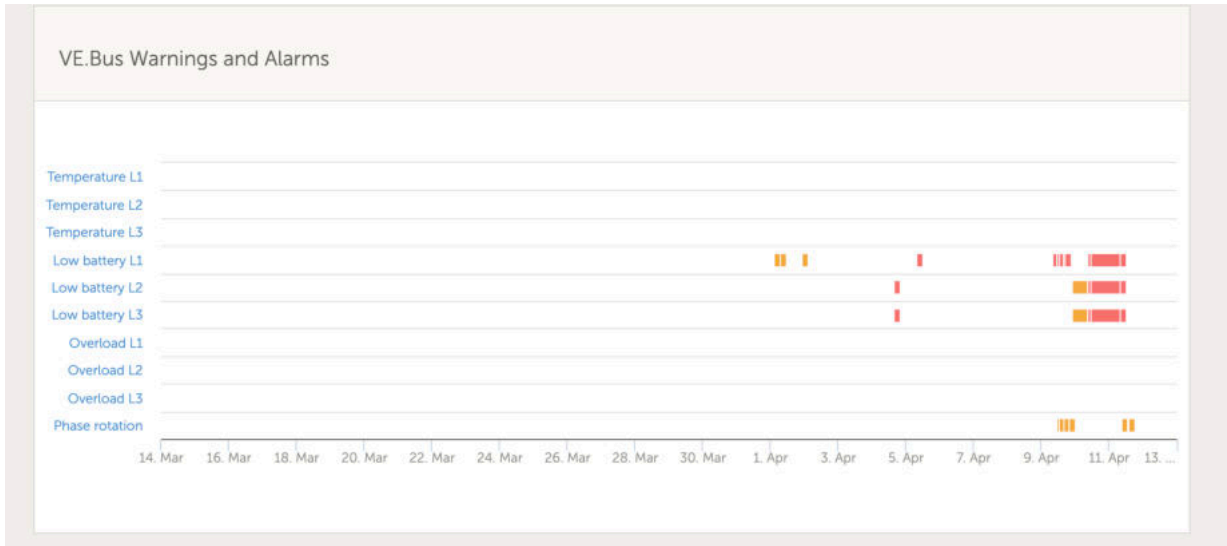 VE.Bus Warnings and Alarms
Temperature L1
Temperature L2
Temperature L3
Low battery L1
Low battery L2
Low battery L3
Overload L1
Overload L2
Overload L3
Phase rotation
14. Mar 16. Mar 18. Mar 20. Mar 22. Mar 24. Mar 26. Mar 28. Mar 30. Mar 1. Apr 3. Apr 5. Apr 7. Apr 9. Apr 11. Apr 13. ...